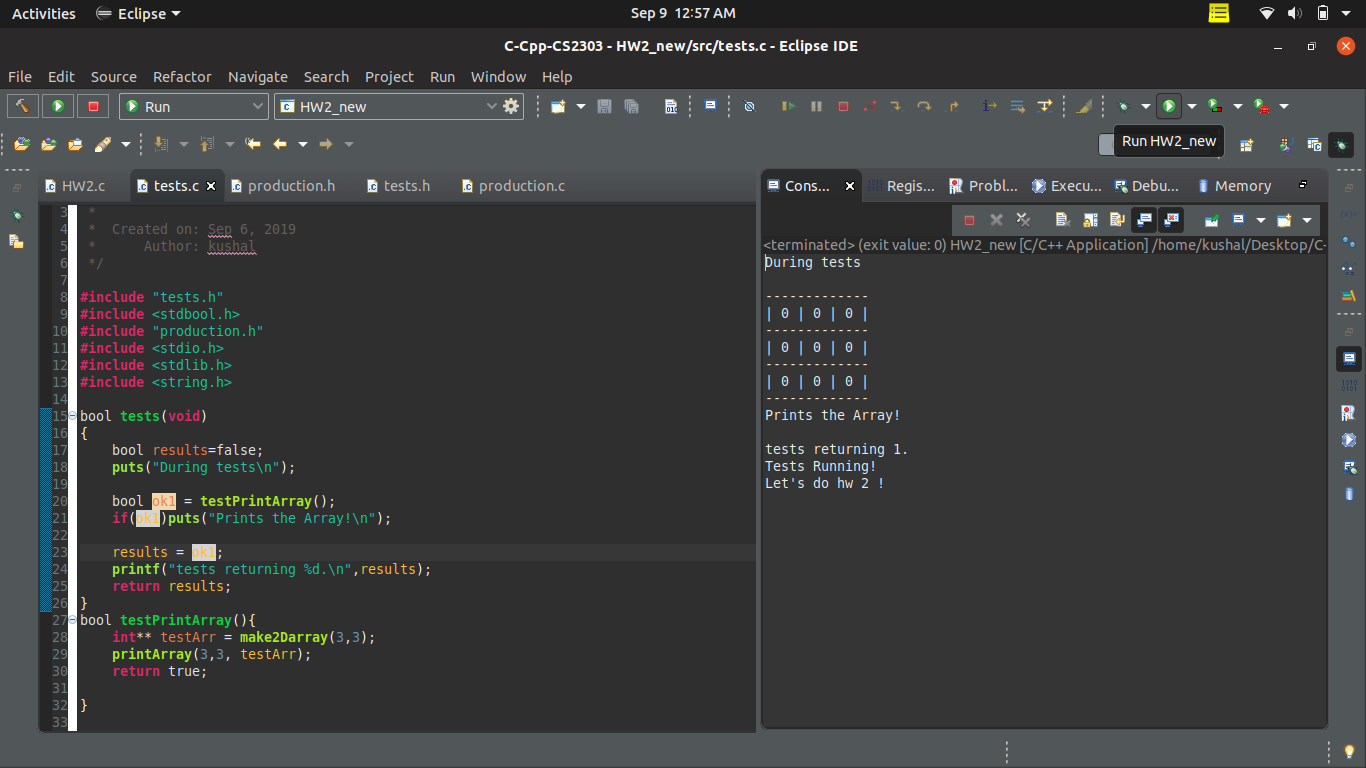 Activities Eclipse Sep 9 12:57 AM
C-Cpp-CS2303 - HW2_new/src/tests.c - Eclipse IDE
File Edit Source Refactor Navigate Search Project Run Window Help
Run HW2_new
Run HW2_new
HW2.c tests.c production.h tests.h production.c
3 *
4 * Created on: Sep 6, 2019
5 * Author: kushal
6 */
7
8 #include "tests.h"
9 #include <stdbool.h>
10 #include "production.h"
11 #include <stdio.h>
12 #include <stdlib.h>
13 #include <string.h>
14
15 bool tests(void)
16 {
17 bool results=false;
18 puts("During tests\n");
19
20 bool ok1 = testPrintArray();
21 if(ok1)puts("Prints the Array!\n");
22
23 results = ok1;
24 printf("tests returning %d.\n",results);
25 return results;
26 }
27 bool testPrintArray(){
28 int** testArr = make2Darray(3,3);
29 printArray(3,3, testArr);
30 return true;
31
32 }
33
Cons... Regis... Probl... Execu... Debu... Memory
<terminated> (exit value: 0) HW2_new [C/C++ Application] /home/kushal/Desktop/C-
During tests
-------------
| 0 | 0 | 0 |
-------------
| 0 | 0 | 0 |
-------------
| 0 | 0 | 0 |
-------------
Prints the Array!
tests returning 1.
Tests Running!
Let's do hw 2 !